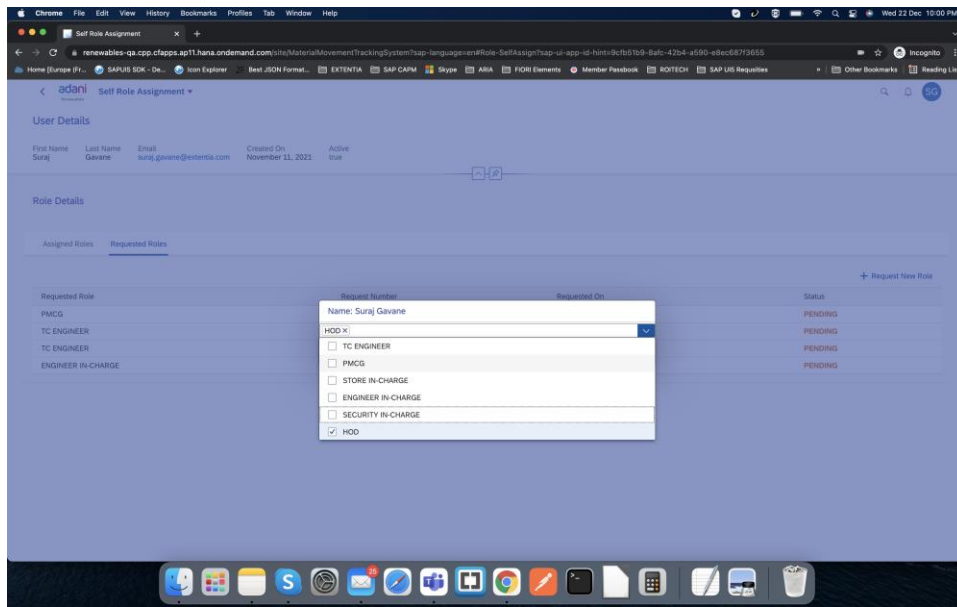 Chrome File Edit View History Bookmarks Profiles Tab Window Help Wed 22 Dec 10:00 PM
Self Role Assignment × +
renewables-qa.cpp.cfapps.ap11.hana.ondemand.com/site/MaterialMovementTrackingSystem?sap-language=en#Role-SelfAssign?sap-ui-app-id-hint=9cfb51b9-8afc-42b4-a590-e8ec687f3655 Incognito
Home (Europe (Fr... SAPUI5 SDK - De... Icon Explorer Best JSON Format... EXTENTIA SAP CAPM Skype ARIA FIORI Elements Member Passbook ROITECH SAP UI5 Requisities » Other Bookmarks Reading Lis
adani Self Role Assignment SG
User Details
First Name Last Name Email Created On Active
Suraj Gavane suraj.gavane@extentia.com November 11, 2021 true
Role Details
Assigned Roles Requested Roles
+ Request New Role
Requested Role Request Number Requested On Status
PMCG PENDING
TC ENGINEER PENDING
TC ENGINEER PENDING
ENGINEER IN-CHARGE PENDING
Name: Suraj Gavane
HOD ×
TC ENGINEER
PMCG
STORE IN-CHARGE
ENGINEER IN-CHARGE
SECURITY IN-CHARGE
HOD
26